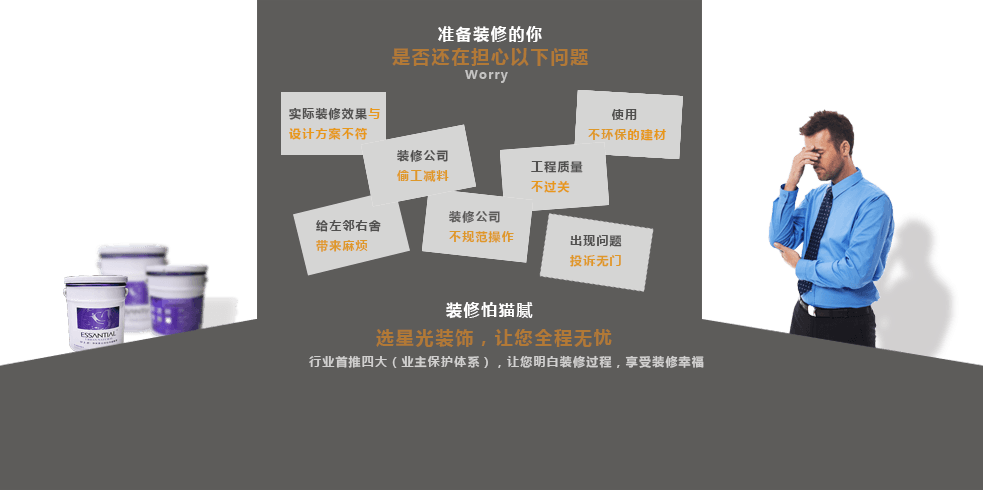 准备装修的你
是否还在担心以下问题
Worry
实际装修效果与
设计方案不符
使用
不环保的建材
装修公司
偷工减料
工程质量
不过关
给左邻右舍
带来麻烦
装修公司
不规范操作
出现问题
投诉无门
ESSANTIAL
装修怕猫腻
选星光装饰，让您全程无忧
行业首推四大（业主保护体系），让您明白装修过程，享受装修幸福